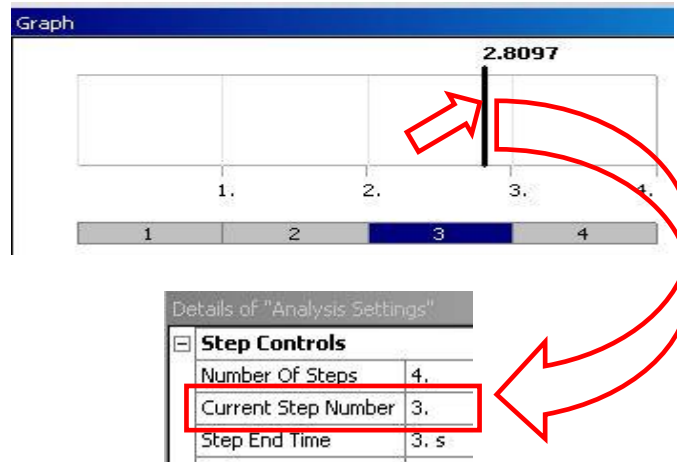 Graph
2.8097
1. 2. 3. 4.
1 2 3 4
Details of "Analysis Settings"
Step Controls
Number Of Steps 4.
Current Step Number 3.
Step End Time 3. s